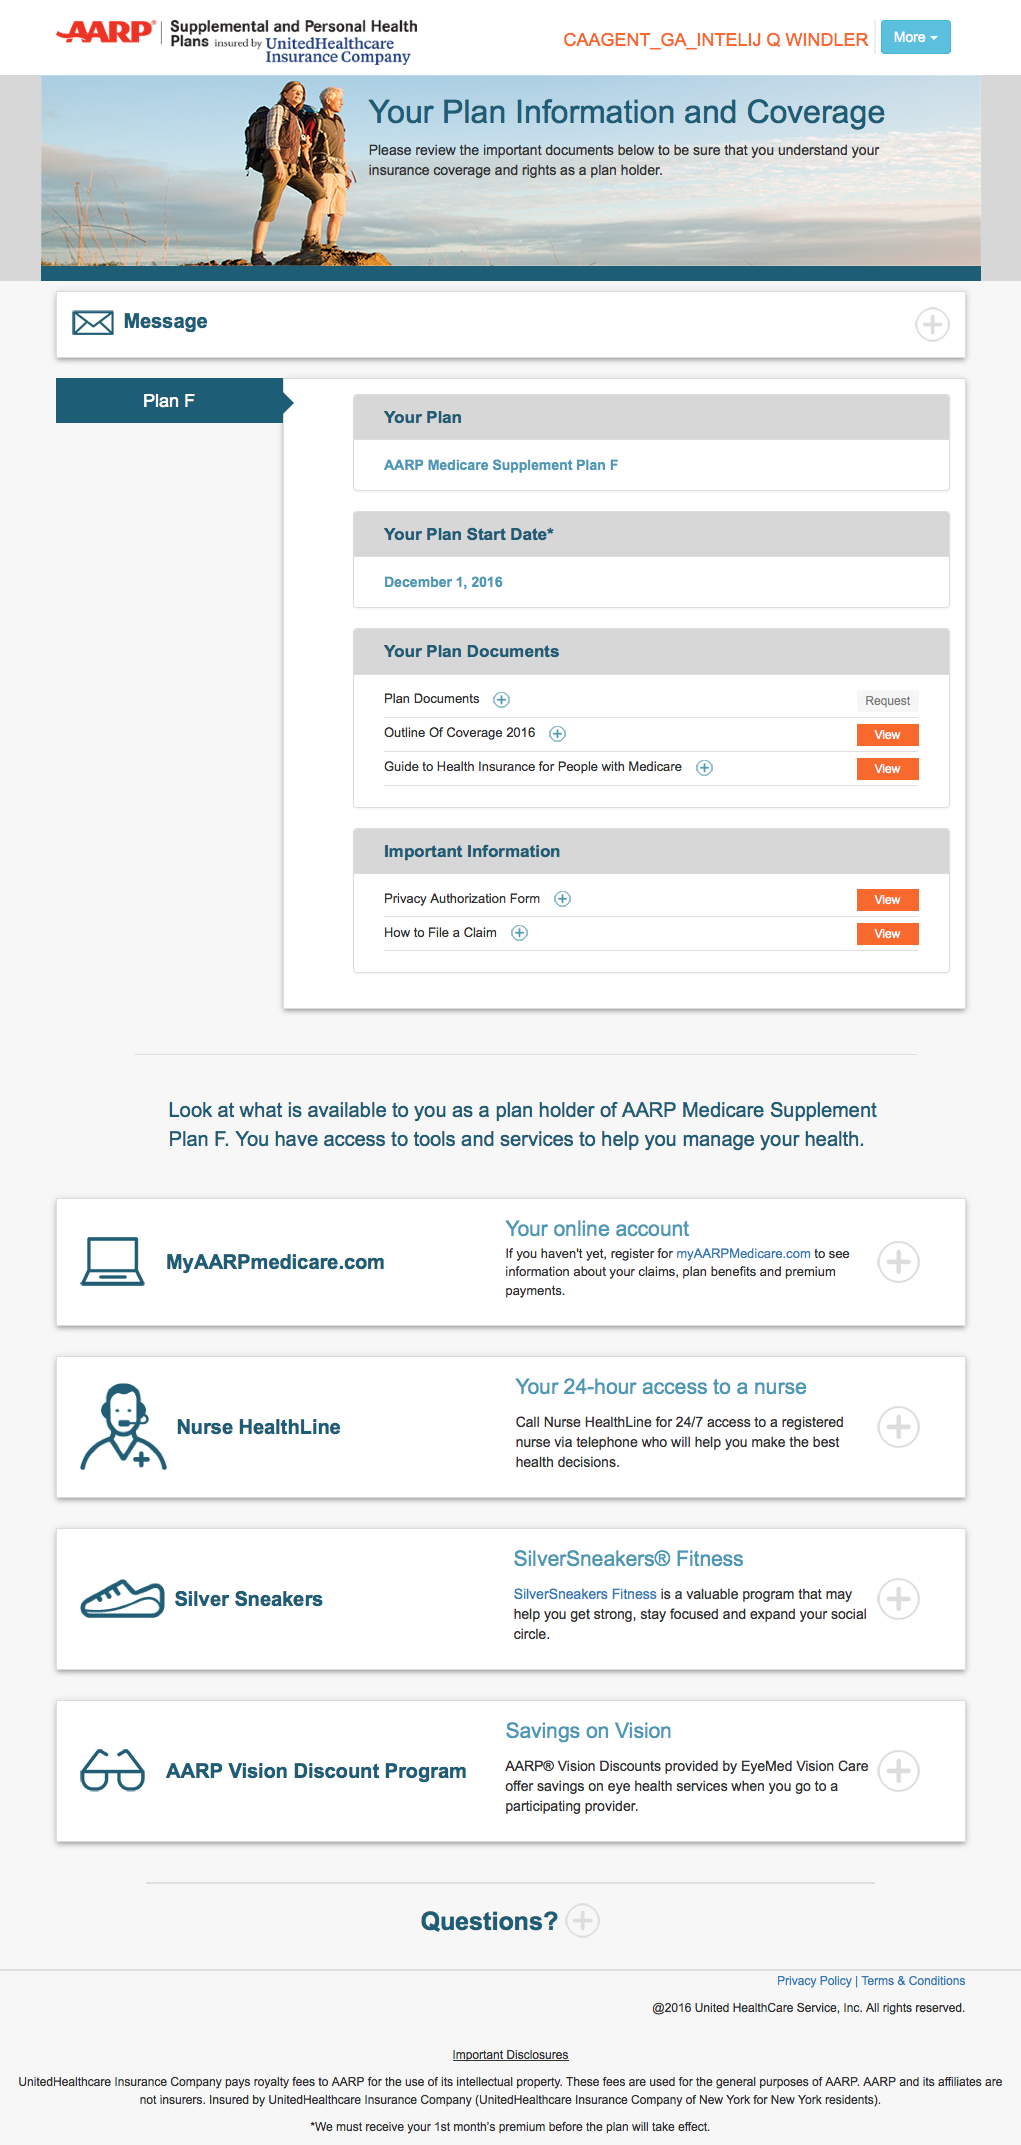 AARP® Supplemental and Personal Health
Plans insured by UnitedHealthcare
Insurance Company
CAAGENT_GA_INTELIJ Q WINDLER
More
Your Plan Information and Coverage
Please review the important documents below to be sure that you understand your
insurance coverage and rights as a plan holder.
Message
Plan F
Your Plan
AARP Medicare Supplement Plan F
Your Plan Start Date*
December 1, 2016
Your Plan Documents
Plan Documents Request
Outline Of Coverage 2016 View
Guide to Health Insurance for People with Medicare View
Important Information
Privacy Authorization Form View
How to File a Claim View
Look at what is available to you as a plan holder of AARP Medicare Supplement
Plan F. You have access to tools and services to help you manage your health.
MyAARPmedicare.com
Your online account
If you haven't yet, register for myAARPMedicare.com to see
information about your claims, plan benefits and premium
payments.
Nurse HealthLine
Your 24-hour access to a nurse
Call Nurse HealthLine for 24/7 access to a registered
nurse via telephone who will help you make the best
health decisions.
Silver Sneakers
SilverSneakers® Fitness
SilverSneakers Fitness is a valuable program that may
help you get strong, stay focused and expand your social
circle.
AARP Vision Discount Program
Savings on Vision
AARP® Vision Discounts provided by EyeMed Vision Care
offer savings on eye health services when you go to a
participating provider.
Questions?
Privacy Policy | Terms & Conditions
@2016 United HealthCare Service, Inc. All rights reserved.
Important Disclosures
UnitedHealthcare Insurance Company pays royalty fees to AARP for the use of its intellectual property. These fees are used for the general purposes of AARP. AARP and its affiliates are
not insurers. Insured by UnitedHealthcare Insurance Company (UnitedHealthcare Insurance Company of New York for New York residents).
*We must receive your 1st month's premium before the plan will take effect.